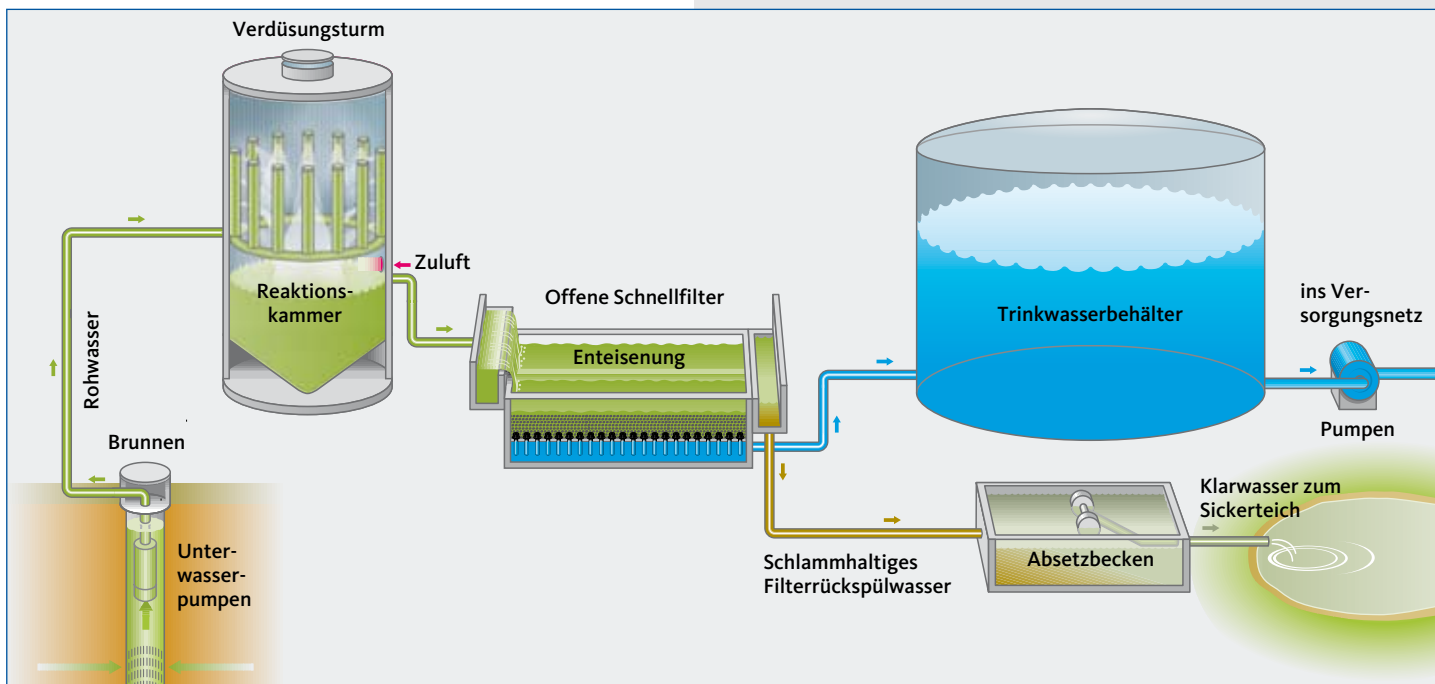 Verdüsungsturm
Zuluft
Reaktions-
kammer
Rohwasser
Brunnen
Unter-
wasser-
pumpen
Offene Schnellfilter
Enteisenung
Trinkwasserbehälter
ins Ver-
sorgungsnetz
Pumpen
Schlammhaltiges
Filterrückspülwasser
Absetzbecken
Klarwasser zum
Sickerteich